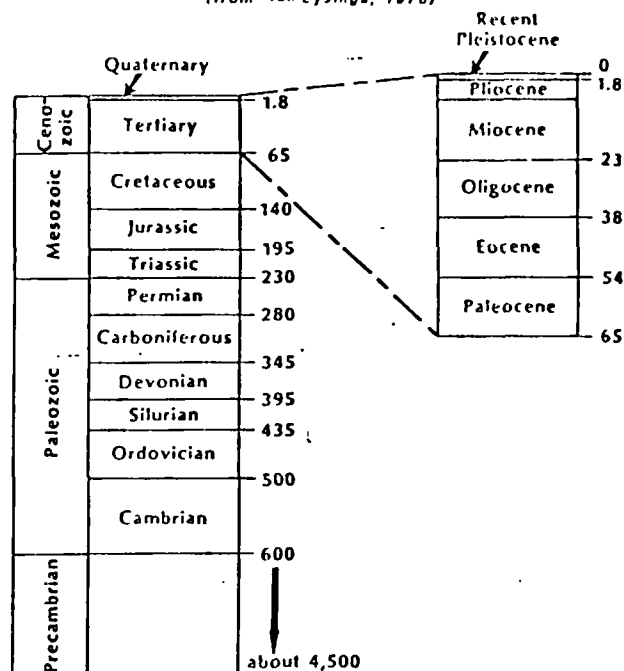 Quaternary
Cenozoic
Tertiary
Mesozoic
Cretaceous
Jurassic
Triassic
Paleozoic
Permian
Carboniferous
Devonian
Silurian
Ordovician
Cambrian
Precambrian
1.8
65
140
195
230
280
345
395
435
500
600
about 4,500
Recent
Pleistocene
Pliocene
Miocene
Oligocene
Eocene
Paleocene
0
1.8
23
38
54
65